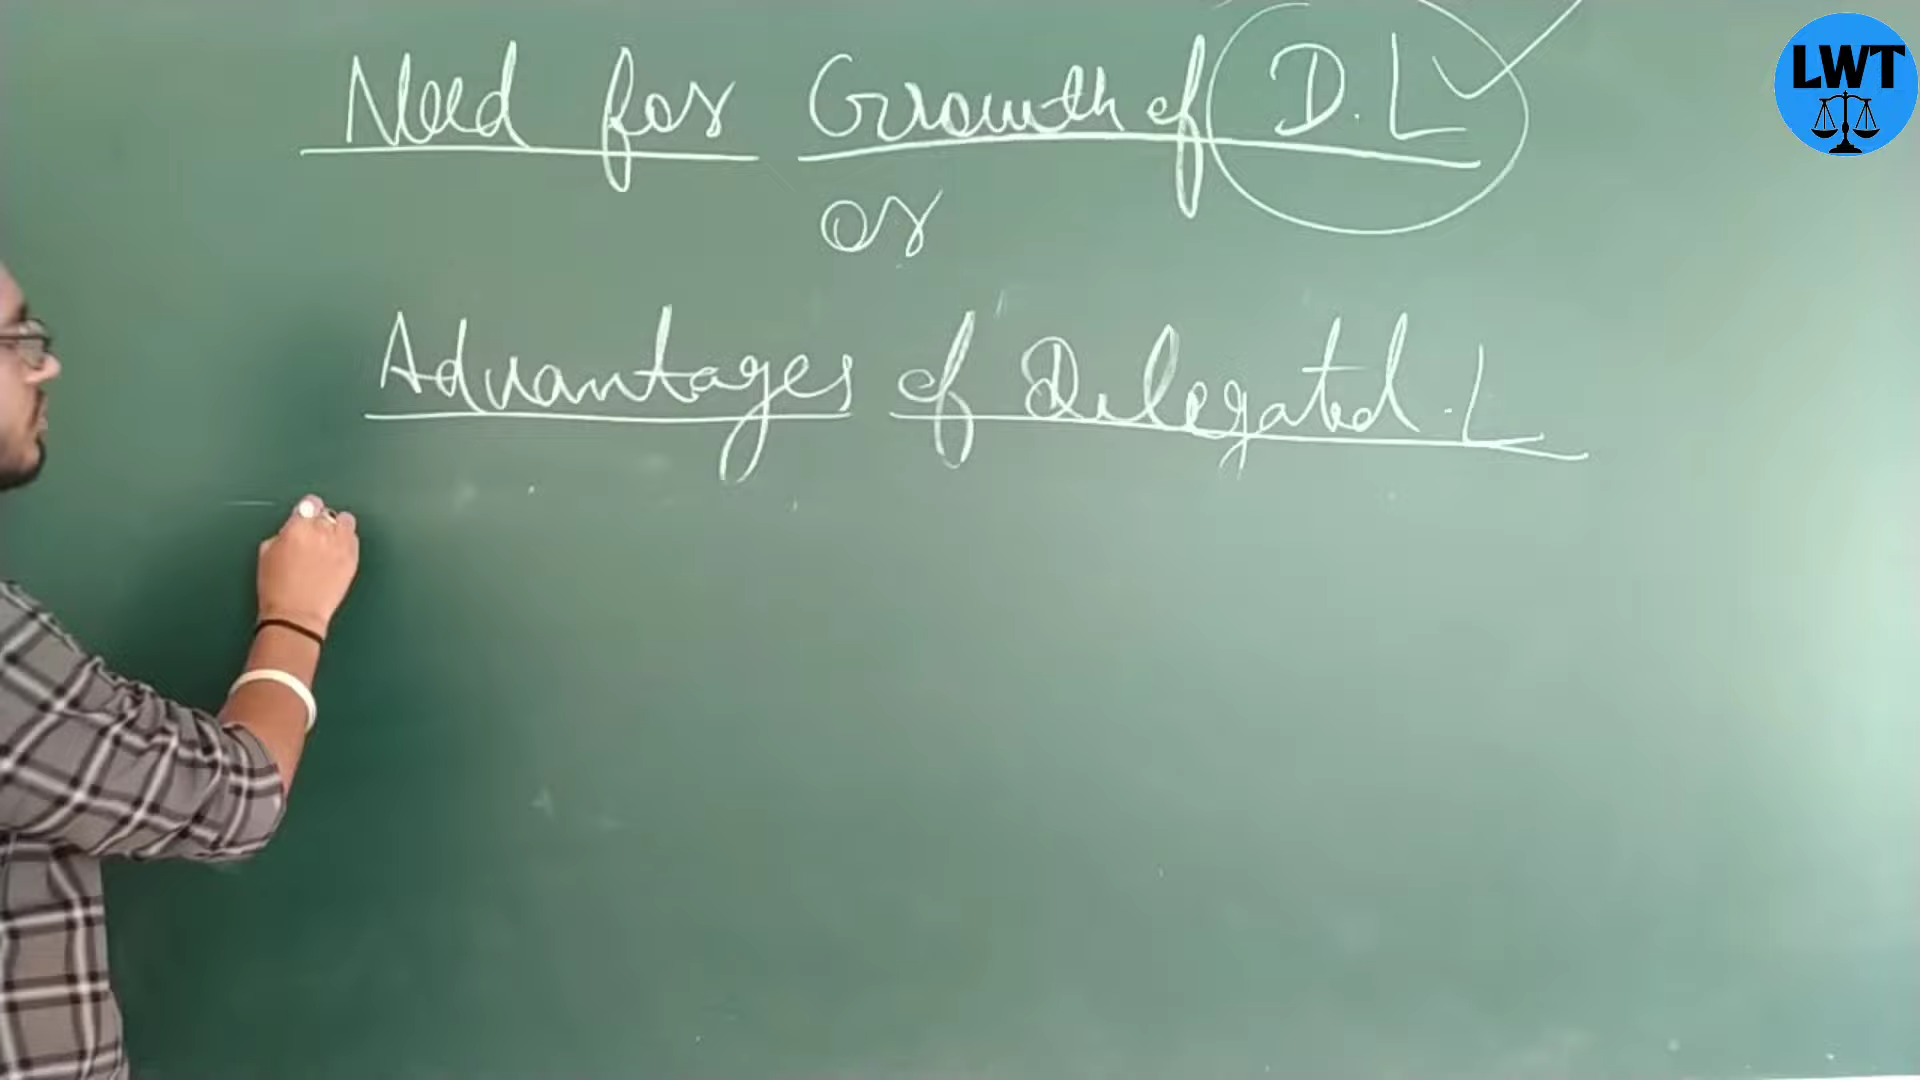 Need for Growth of D.L
or
Advantages of Delegated. L
LWT